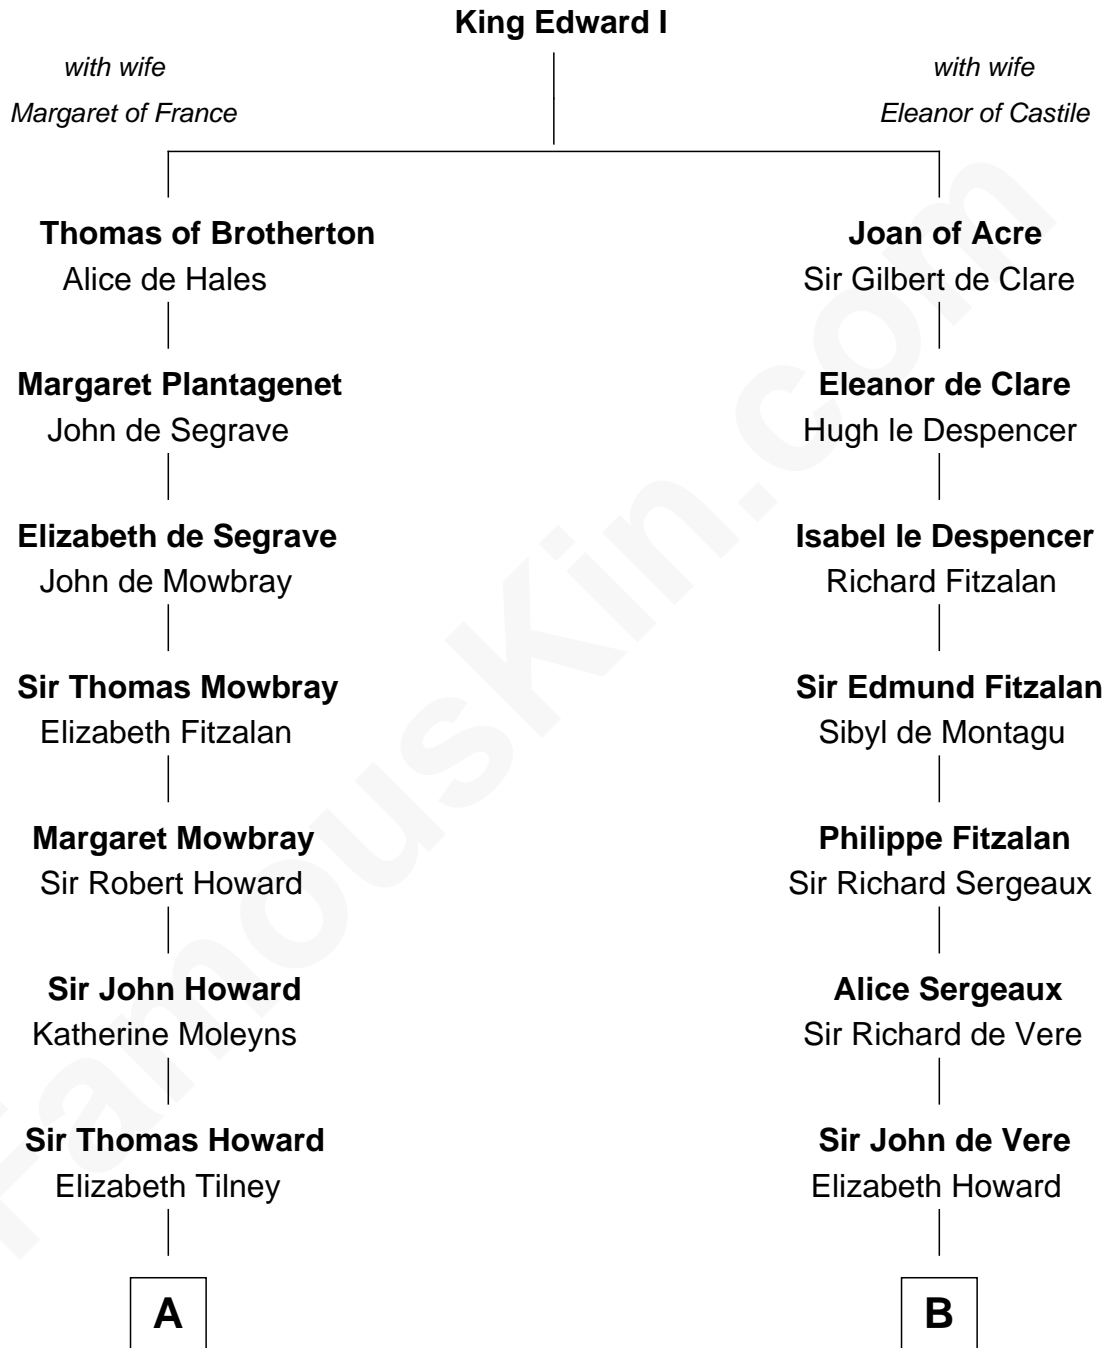 King Edward I
with wife
Margaret of France
with wife
Eleanor of Castile
Thomas of Brotherton
Alice de Hales
Joan of Acre
Sir Gilbert de Clare
Margaret Plantagenet
John de Segrave
Eleanor de Clare
Hugh le Despencer
Elizabeth de Segrave
John de Mowbray
Isabel le Despencer
Richard Fitzalan
Sir Thomas Mowbray
Elizabeth Fitzalan
Sir Edmund Fitzalan
Sibyl de Montagu
Margaret Mowbray
Sir Robert Howard
Philippe Fitzalan
Sir Richard Sergeaux
Sir John Howard
Katherine Moleyns
Alice Sergeaux
Sir Richard de Vere
Sir Thomas Howard
Elizabeth Tilney
Sir John de Vere
Elizabeth Howard
A
B
FamousKin.com